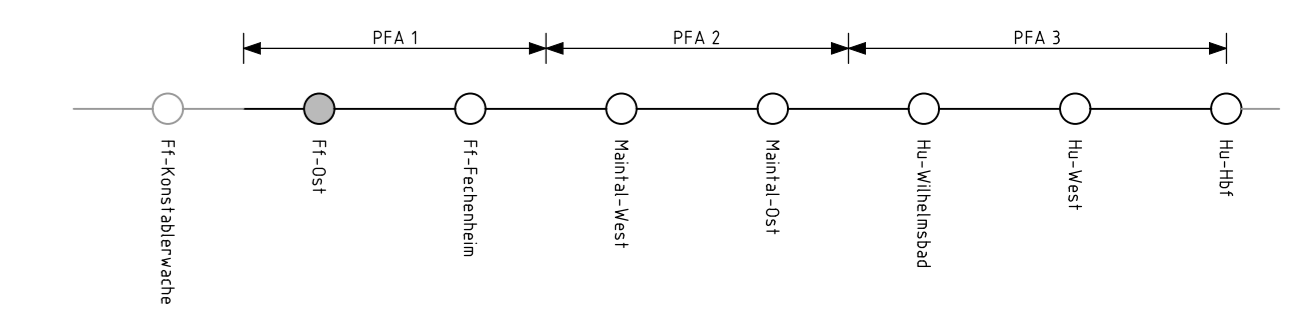 PFA 1
PFA 2
PFA 3
Ff-Konstablerwache
Ff-Ost
Ff-Fechenheim
Maintal-West
Maintal-Ost
Hu-Wilhelmsbad
Hu-West
Hu-Hbf